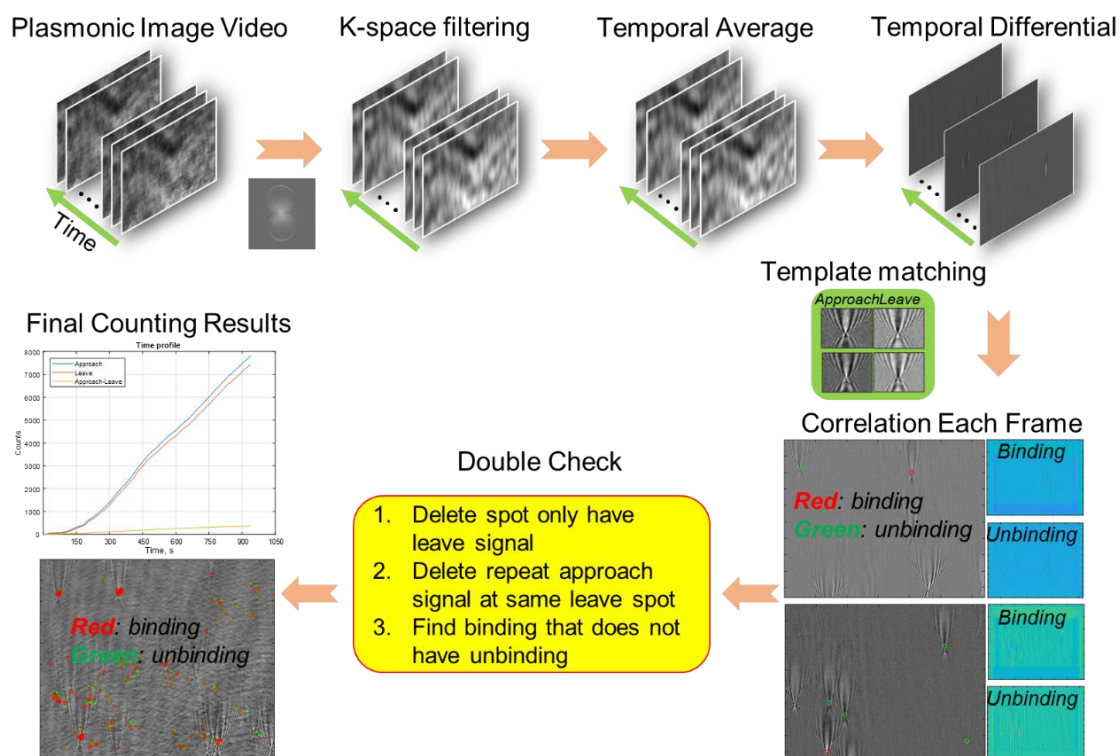 Plasmonic Image Video
K-space filtering
Temporal Average
Temporal Differential
Time
Template matching
ApproachLeave
Correlation Each Frame
Red: binding
Green: unbinding
Binding
Unbinding
Binding
Unbinding
Double Check
1. Delete spot only have
leave signal
2. Delete repeat approach
signal at same leave spot
3. Find binding that does not
have unbinding
Final Counting Results
Time profile
Approach
Leave
Approach-Leave
Counts
8000
7000
6000
5000
4000
3000
2000
1000
0
150 300 450 600 750 900 1050
Time, s
Red: binding
Green: unbinding